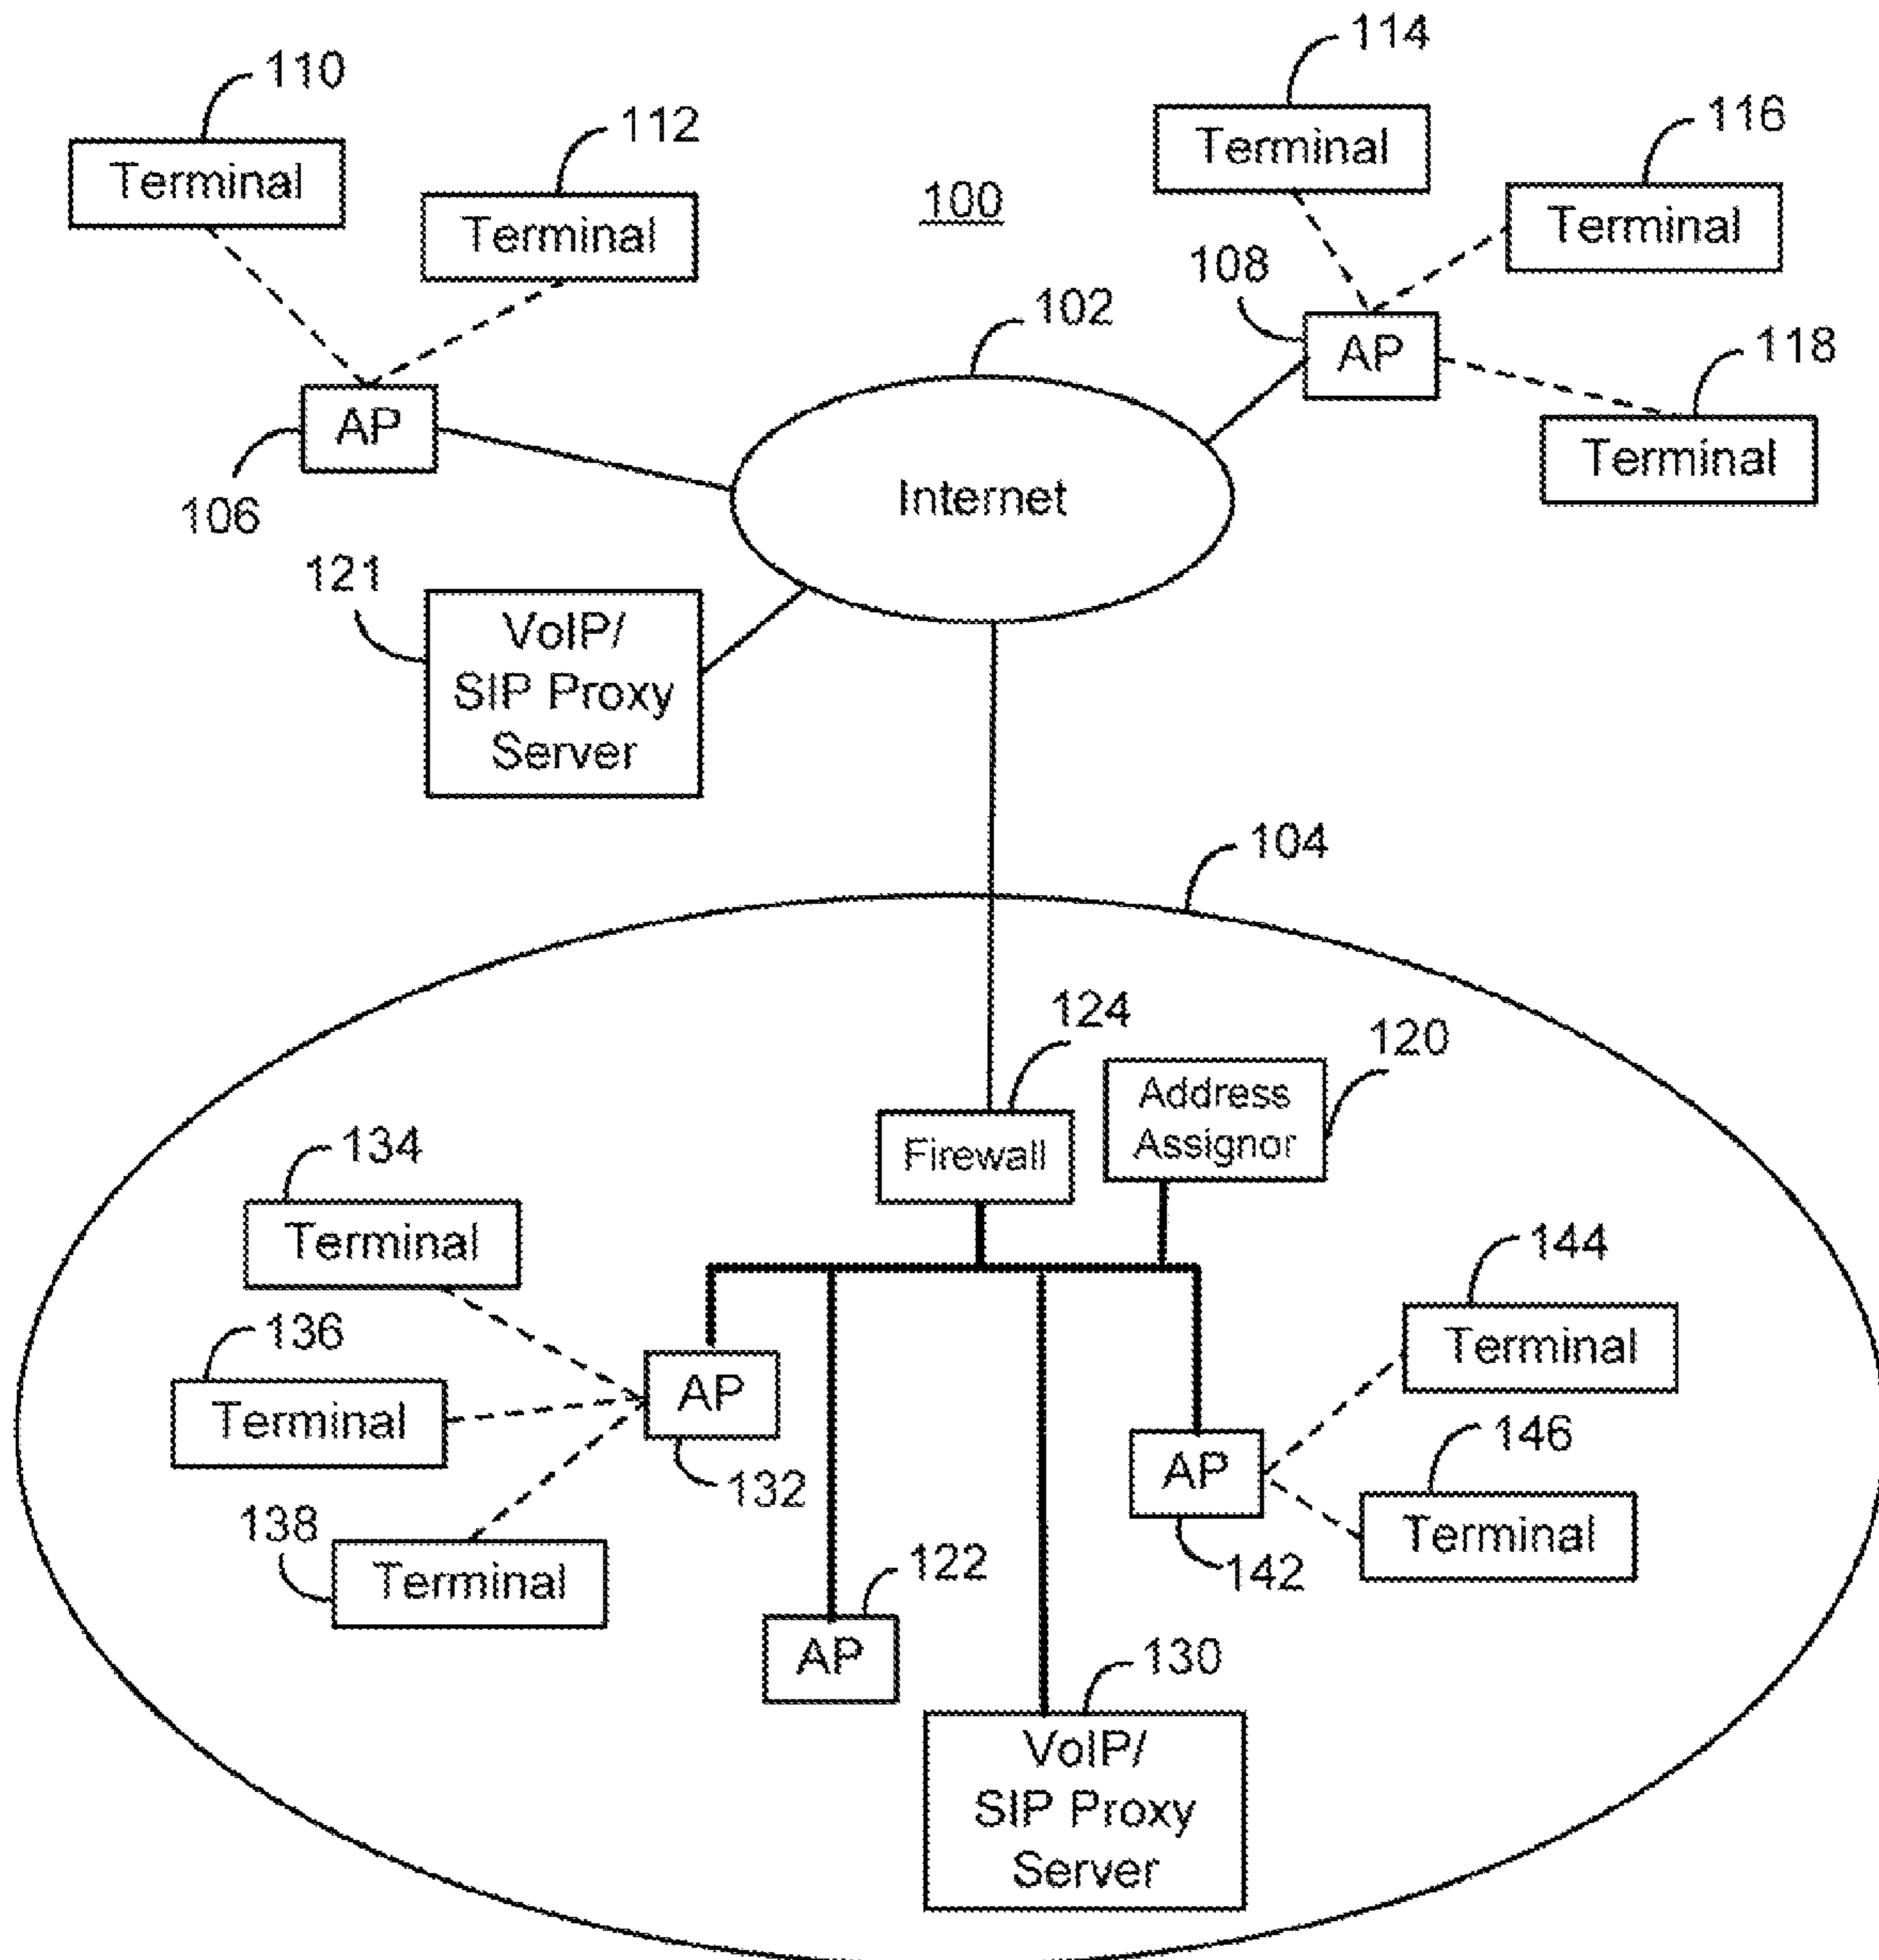 110
Terminal
112
Terminal
100
114
Terminal
116
Terminal
108
AP
118
Terminal
102
Internet
AP
106
121
VoIP/
SIP Proxy
Server
104
124
Firewall
120
Address
Assignor
134
Terminal
136
Terminal
138
Terminal
AP
132
122
AP
130
VoIP/
SIP Proxy
Server
AP
142
144
Terminal
146
Terminal